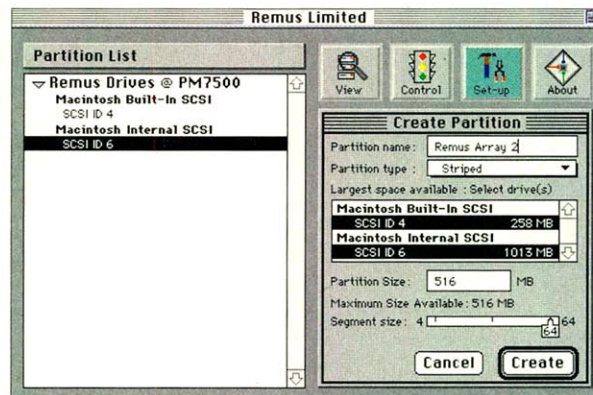 Remus Limited
Partition List
Remus Drives @ PM7500
Macintosh Built-In SCSI
SCSI ID 4
Macintosh Internal SCSI
SCSI ID 6
View
Control
Set-up
About
Create Partition
Partition name: Remus Array 2
Partition type : Striped
Largest space available : Select drive(s)
Macintosh Built-In SCSI
SCSI ID 4 258 MB
Macintosh Internal SCSI
SCSI ID 6 1013 MB
Partition Size: 516 MB
Maximum Size Available: 516 MB
Segment size: 4 64
64
Cancel
Create